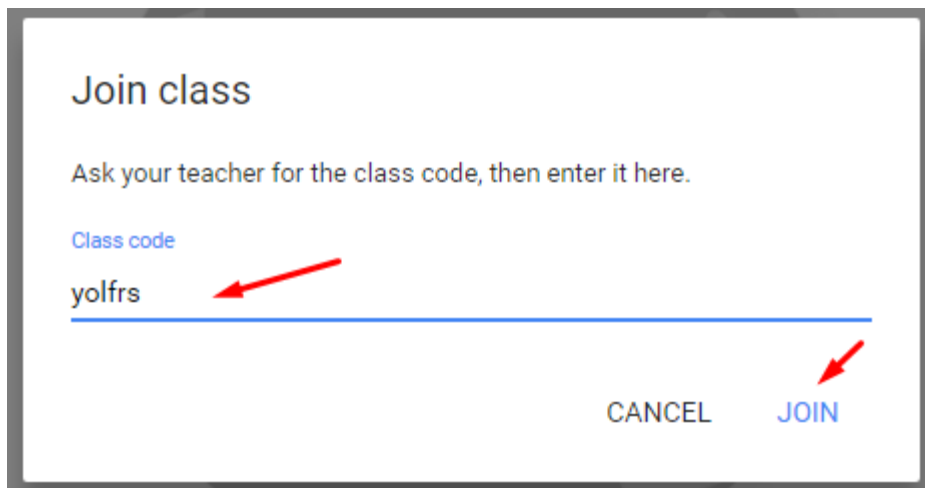 Join class
Ask your teacher for the class code, then enter it here.
Class code
yolfrs
CANCEL JOIN